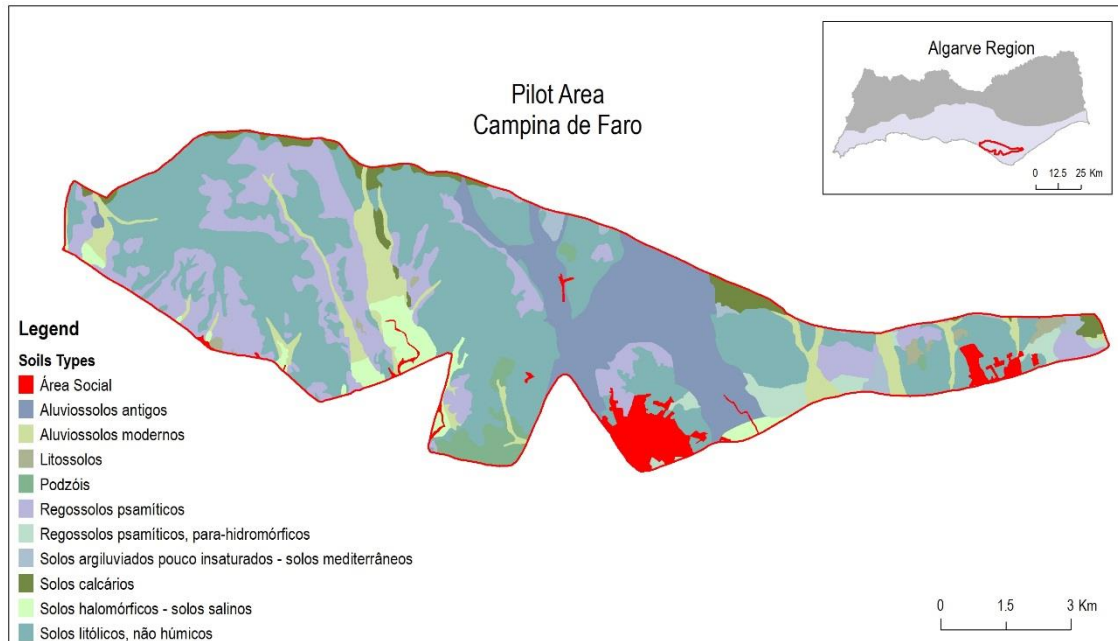 Algarve Region
0 12.5 25 Km
Pilot Area
Campina de Faro
Legend
Soils Types
Área Social
Aluviossolos antigos
Aluviossolos modernos
Litossolos
Podzóis
Regossolos psamíticos
Regossolos psamíticos, para-hidromórficos
Solos argiluviados pouco insaturados - solos mediterrâneos
Solos calcários
Solos halomórficos - solos salinos
Solos litólicos, não húmicos
0 1.5 3 Km